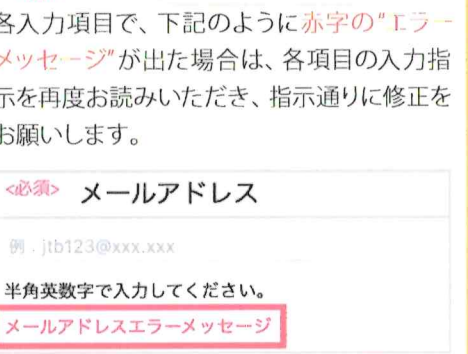 各入力項目で、下記のように赤字の"エラー
メッセージ"が出た場合は、各項目の入力指
示を再度お読みいただき、指示通りに修正を
お願いします。
<必須> メールアドレス
例．jtb123@xxx.xxx
半角英数字で入力してください。
メールアドレスエラーメッセージ